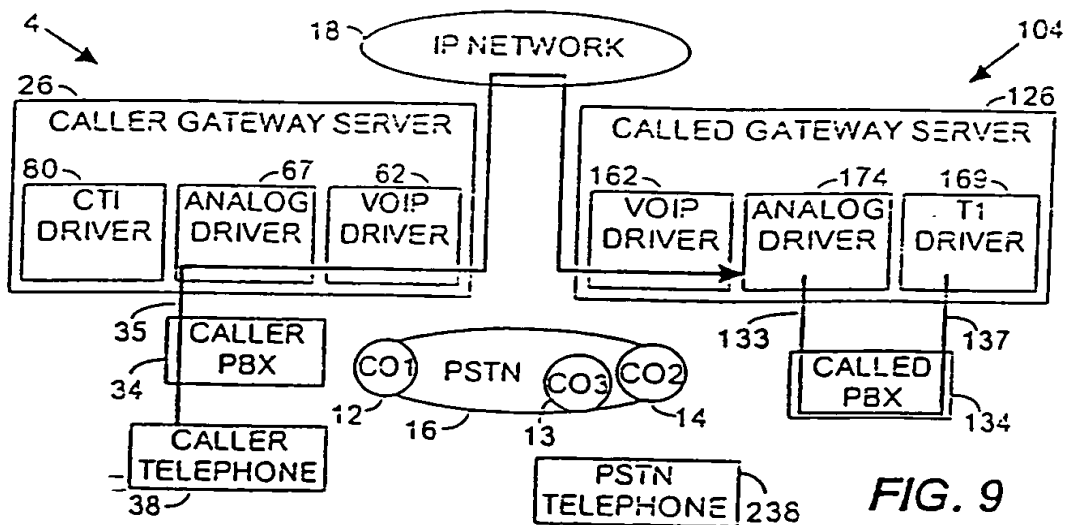 4
18
IP NETWORK
104
26
CALLER GATEWAY SERVER
CALLED GATEWAY SERVER
126
80
67
62
CTI
DRIVER
ANALOG
DRIVER
VOIP
DRIVER
162
174
169
VOIP
DRIVER
ANALOG
DRIVER
T1
DRIVER
35
34
CALLER
PBX
CO1
PSTN
CO3
CO2
12
16
13
14
133
137
CALLED
PBX
134
CALLER
TELEPHONE
38
PSTN
TELEPHONE
238
FIG. 9